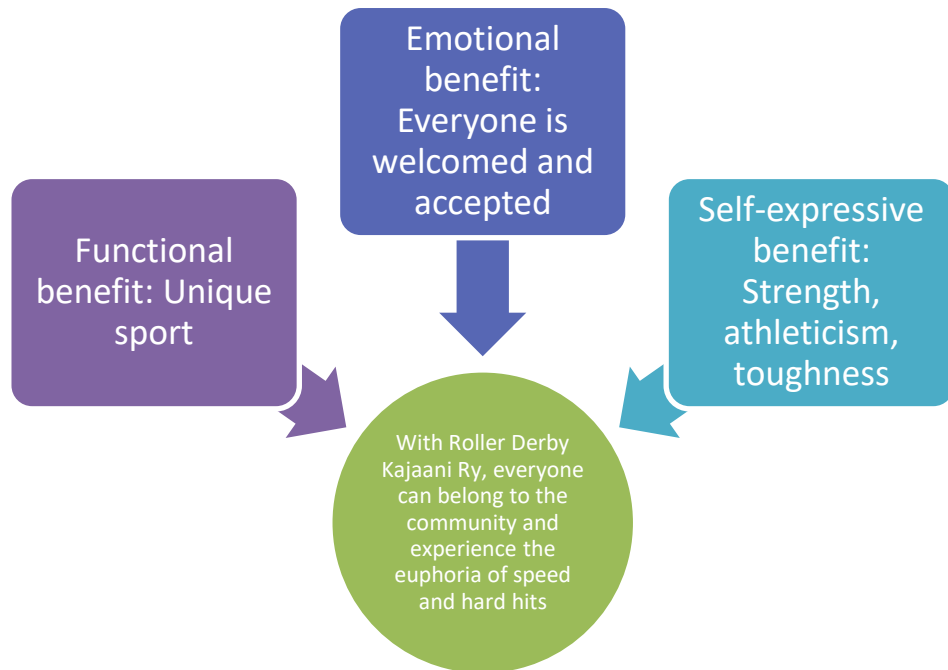 Emotional
benefit:
Everyone is
welcomed and
accepted
Functional
benefit: Unique
sport
Self-expressive
benefit:
Strength,
athleticism,
toughness
With Roller Derby
Kajaani Ry, everyone
can belong to the
community and
experience the
euphoria of speed
and hard hits